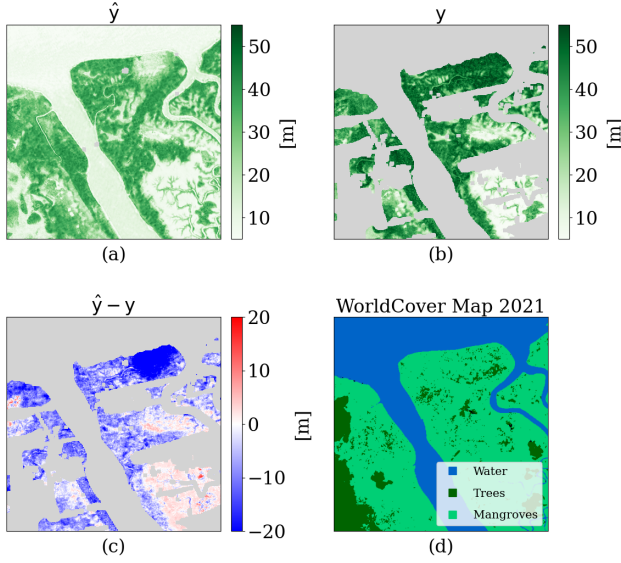 ŷ
y
50
40
30
20
10
[m]
50
40
30
20
10
[m]
(a)
(b)
ŷ − y
WorldCover Map 2021
20
10
0
−10
−20
[m]
Water
Trees
Mangroves
(c)
(d)